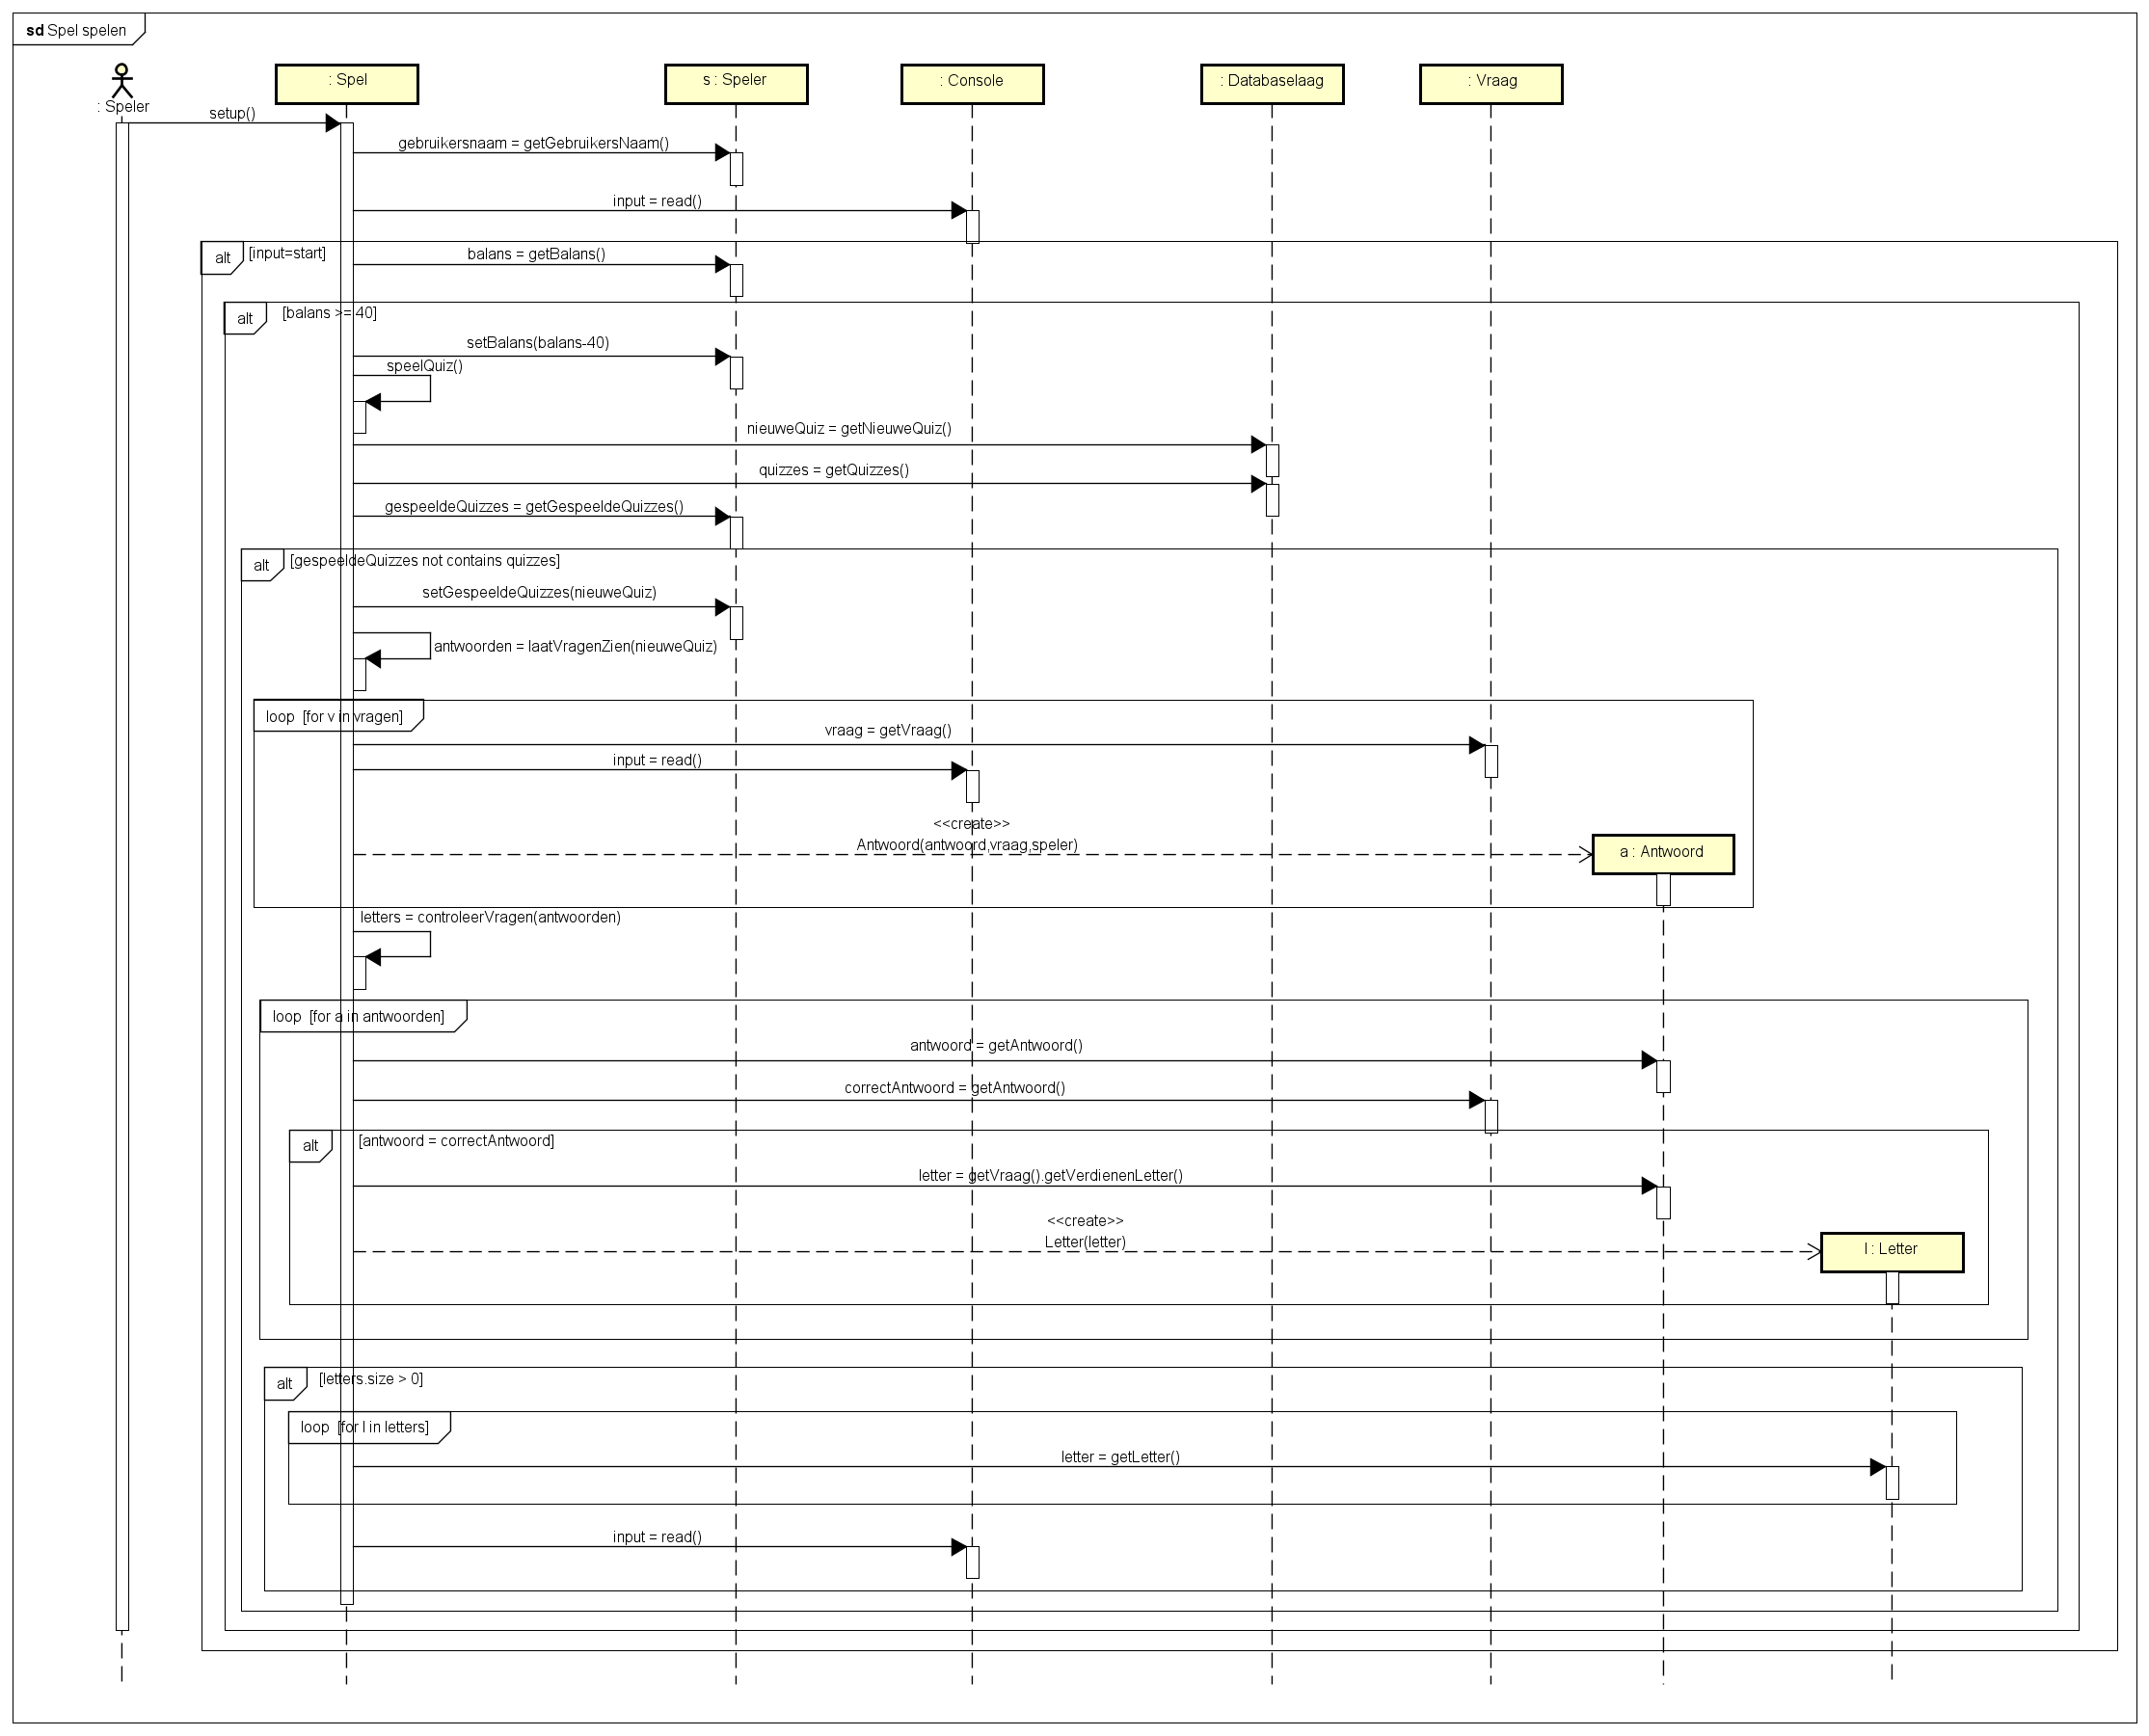 sd Spel spelen
: Speler
: Spel
s : Speler
: Console
: Databaselaag
: Vraag
setup()
gebruikersnaam = getGebruikersNaam()
input = read()
alt [input=start]
balans = getBalans()
alt [balans >= 40]
setBalans(balans-40)
speelQuiz()
nieuweQuiz = getNieuweQuiz()
quizzes = getQuizzes()
gespeeldeQuizzes = getGespeeldeQuizzes()
alt [gespeeldeQuizzes not contains quizzes]
setGespeeldeQuizzes(nieuweQuiz)
antwoorden = laatVragenZien(nieuweQuiz)
loop [for v in vragen]
vraag = getVraag()
input = read()
<<create>>
Antwoord(antwoord,vraag,speler)
a : Antwoord
letters = controleerVragen(antwoorden)
loop [for a in antwoorden]
antwoord = getAntwoord()
correctAntwoord = getAntwoord()
alt [antwoord = correctAntwoord]
letter = getVraag().getVerdienenLetter()
<<create>>
Letter(letter)
l : Letter
alt [letters.size > 0]
loop [for l in letters]
letter = getLetter()
input = read()